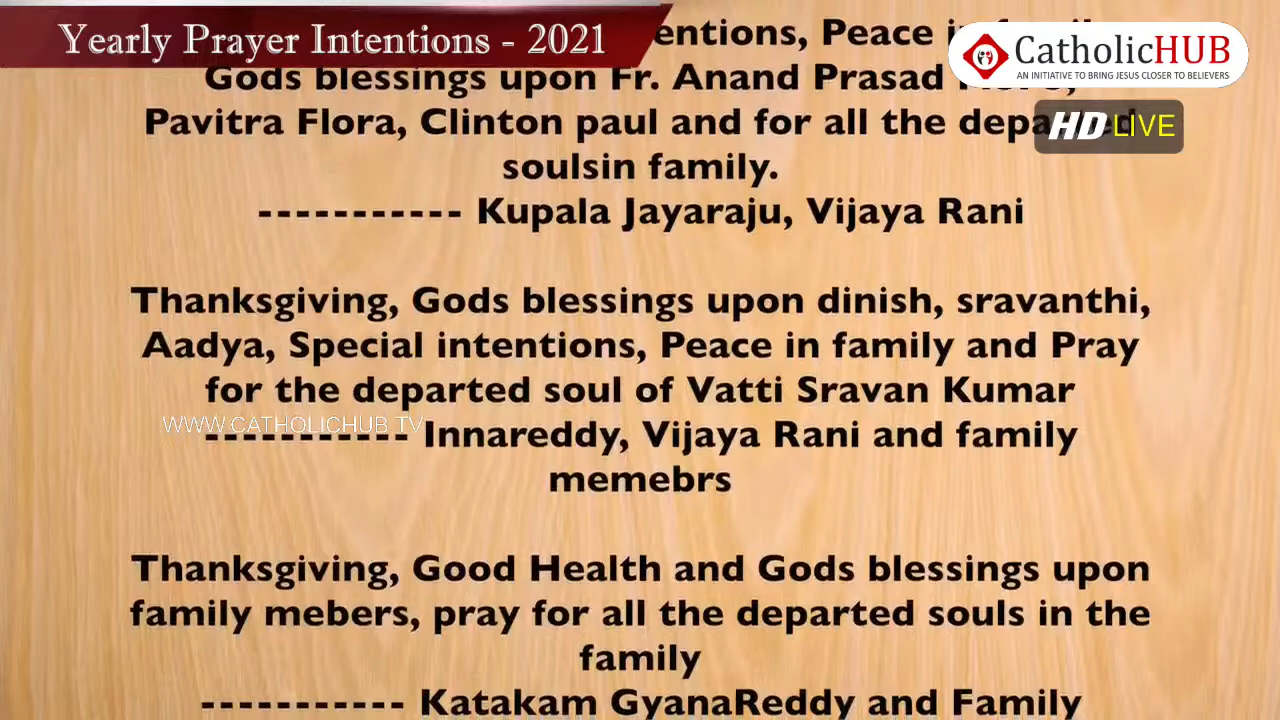 Yearly Prayer Intentions - 2021
entions, Peace in
CatholicHUB
AN INITIATIVE TO BRING JESUS CLOSER TO BELIEVERS
Gods blessings upon Fr. Anand Prasad
HD LIVE
Pavitra Flora, Clinton paul and for all the departed
soulsin family.
----------- Kupala Jayaraju, Vijaya Rani
Thanksgiving, Gods blessings upon dinish, sravanthi,
Aadya, Special intentions, Peace in family and Pray
for the departed soul of Vatti Sravan Kumar
WWW.CATHOLICHUB.TV
----------- Innareddy, Vijaya Rani and family
memebrs
Thanksgiving, Good Health and Gods blessings upon
family mebers, pray for all the departed souls in the
family
----------- Katakam GyanaReddy and Family